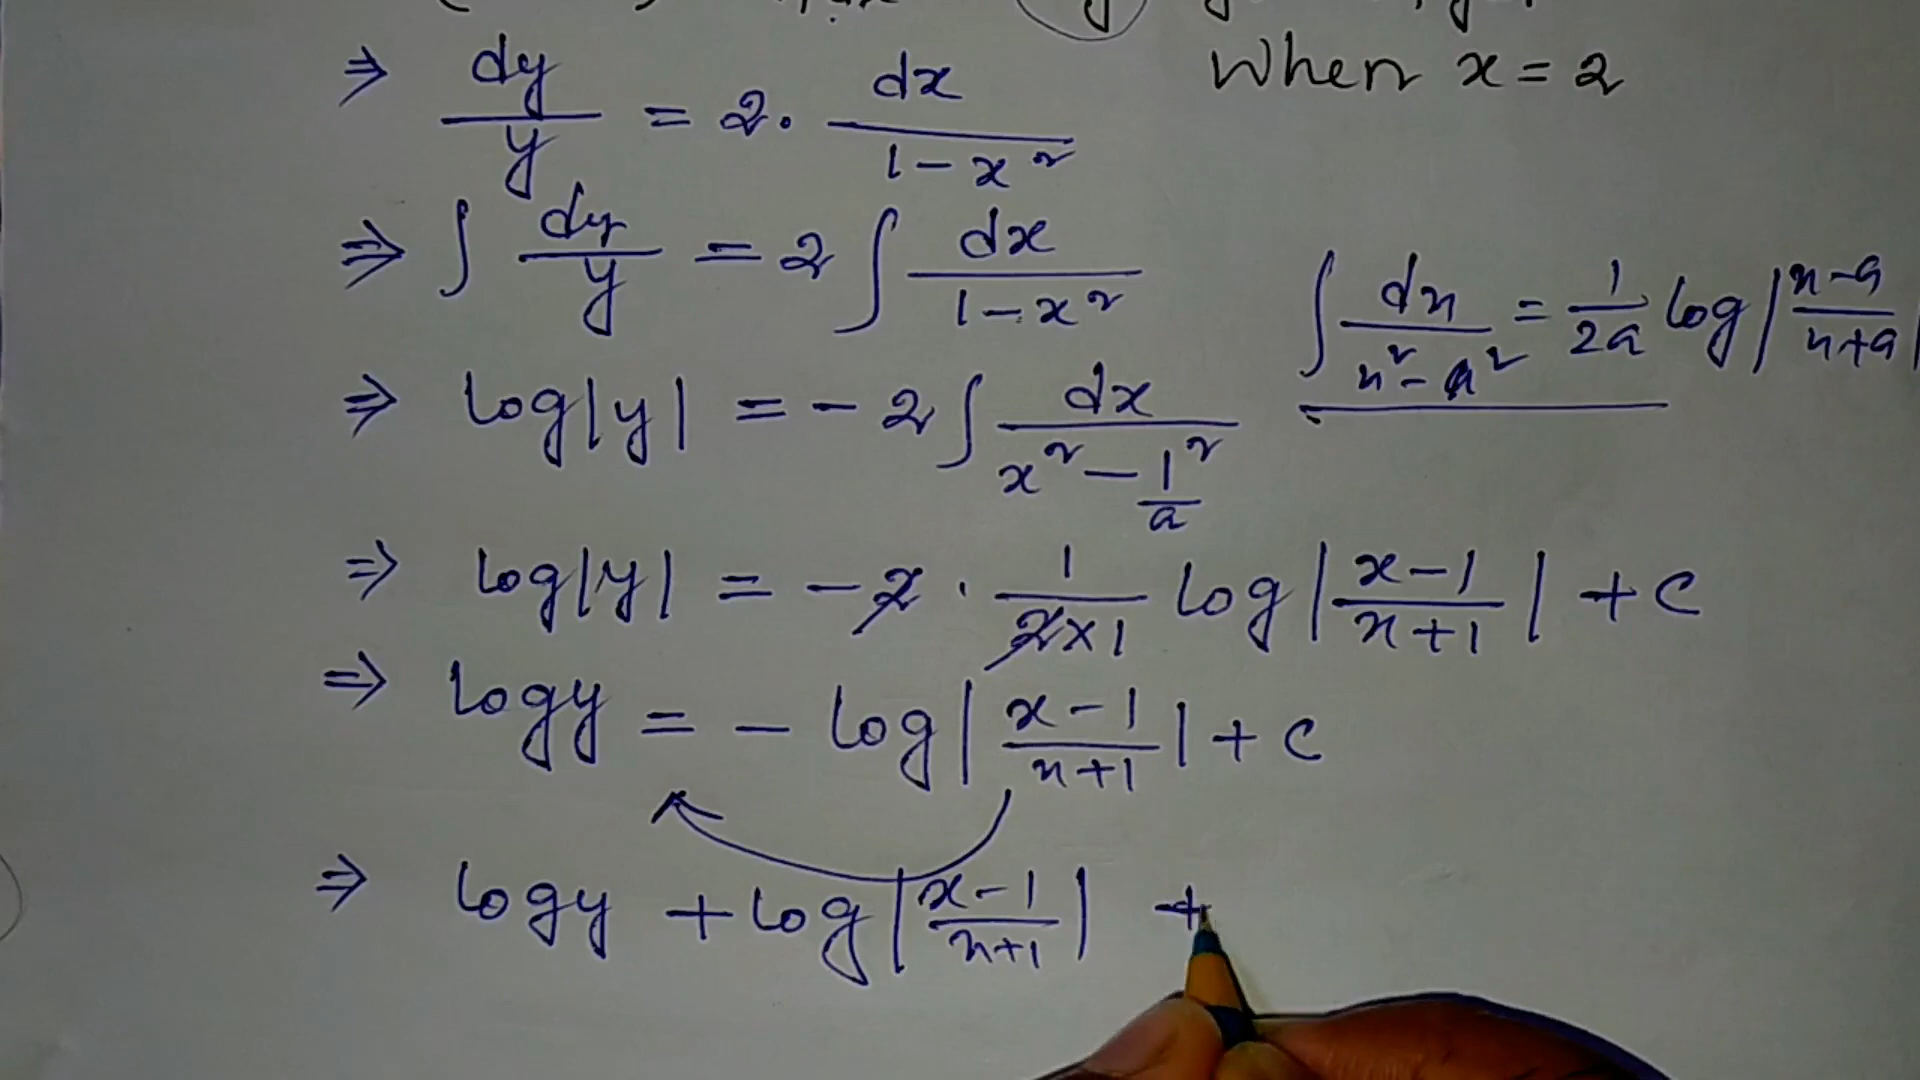 When x = 2
⇒ dy/y = 2 · dx/(1 - x²)
⇒ ∫ dy/y = 2 ∫ dx/(1 - x²)
∫ dx/(x² - a²) = 1/2a log |x-a/x+a|
⇒ log|y| = - 2 ∫ dx/(x² - 1²)
a
⇒ log|y| = - 2 · 1/(2×1) log |x-1/x+1| + c
⇒ log y = - log |x-1/x+1| + c
⇒ log y + log |x-1/x+1| +